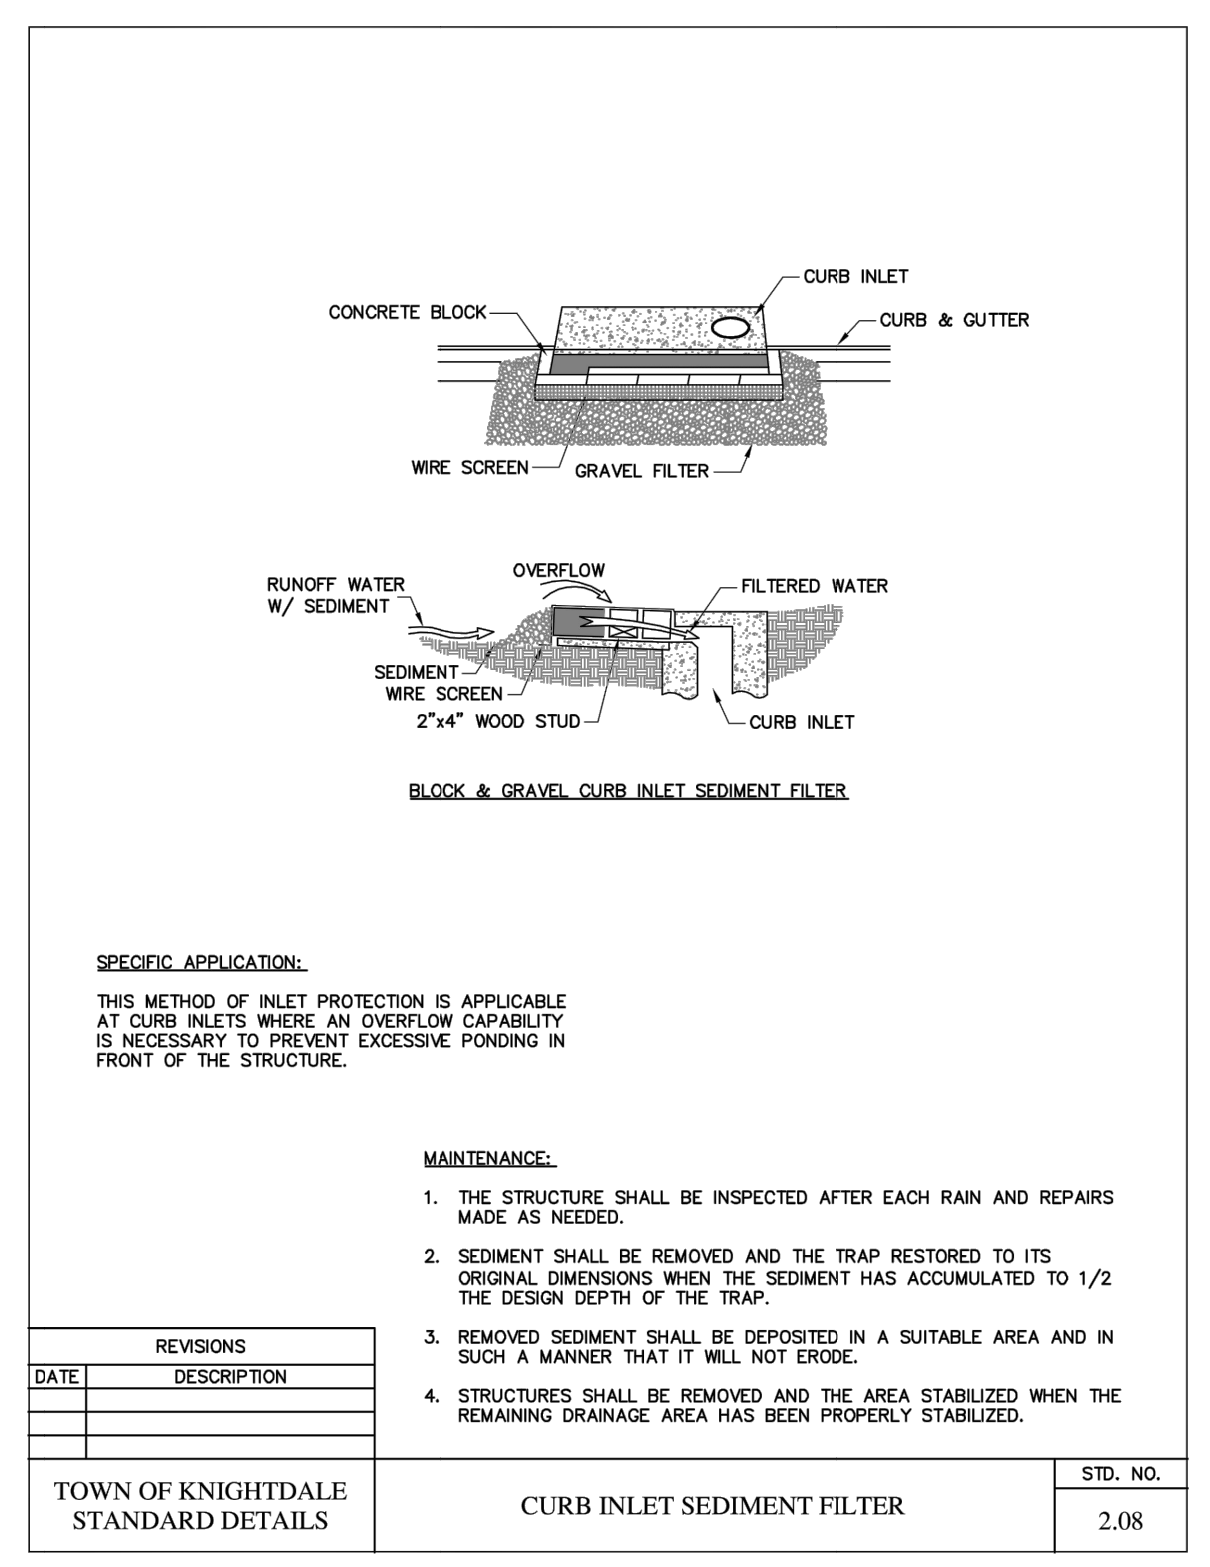 CURB INLET
CONCRETE BLOCK
CURB & GUTTER
WIRE SCREEN
GRAVEL FILTER
OVERFLOW
RUNOFF WATER
W/ SEDIMENT
FILTERED WATER
SEDIMENT
WIRE SCREEN
2"x4" WOOD STUD
CURB INLET
BLOCK & GRAVEL CURB INLET SEDIMENT FILTER
SPECIFIC APPLICATION:
THIS METHOD OF INLET PROTECTION IS APPLICABLE
AT CURB INLETS WHERE AN OVERFLOW CAPABILITY
IS NECESSARY TO PREVENT EXCESSIVE PONDING IN
FRONT OF THE STRUCTURE.
MAINTENANCE:
1. THE STRUCTURE SHALL BE INSPECTED AFTER EACH RAIN AND REPAIRS
MADE AS NEEDED.
2. SEDIMENT SHALL BE REMOVED AND THE TRAP RESTORED TO ITS
ORIGINAL DIMENSIONS WHEN THE SEDIMENT HAS ACCUMULATED TO 1/2
THE DESIGN DEPTH OF THE TRAP.
3. REMOVED SEDIMENT SHALL BE DEPOSITED IN A SUITABLE AREA AND IN
SUCH A MANNER THAT IT WILL NOT ERODE.
4. STRUCTURES SHALL BE REMOVED AND THE AREA STABILIZED WHEN THE
REMAINING DRAINAGE AREA HAS BEEN PROPERLY STABILIZED.
REVISIONS
DATE DESCRIPTION
TOWN OF KNIGHTDALE
STANDARD DETAILS
CURB INLET SEDIMENT FILTER
STD. NO.
2.08